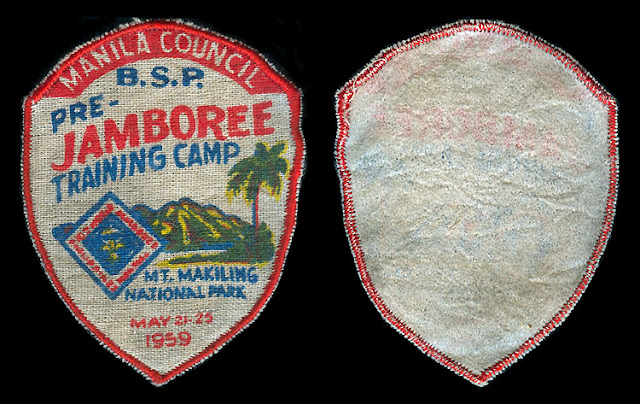 MANILA COUNCIL
B.S.P.
PRE-
JAMBOREE
TRAINING CAMP
MT. MAKILING
NATIONAL PARK
MAY 21-25
1959